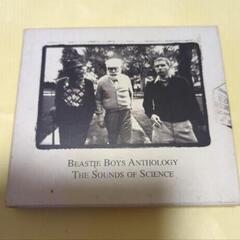 BEASTIE BOYS ANTHOLOGY
THE SOUNDS OF SCIENCE